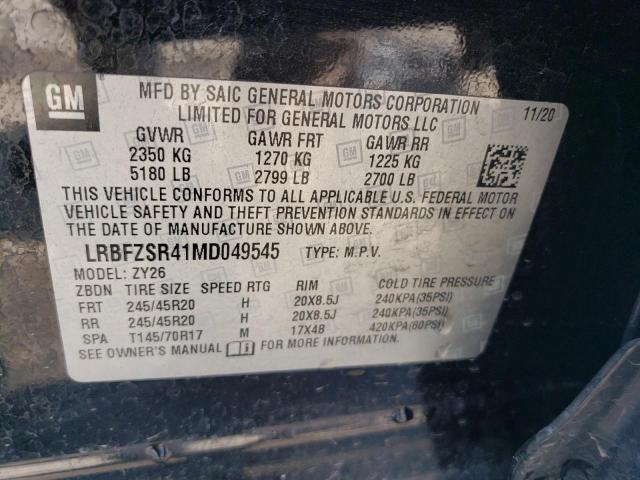 GM
MFD BY SAIC GENERAL MOTORS CORPORATION
LIMITED FOR GENERAL MOTORS LLC
11/20
GVWR GAWR FRT GAWR RR
2350 KG 1270 KG 1225 KG
5180 LB 2799 LB 2700 LB
THIS VEHICLE CONFORMS TO ALL APPLICABLE U.S. FEDERAL MOTOR
VEHICLE SAFETY AND THEFT PREVENTION STANDARDS IN EFFECT ON
THE DATE OF MANUFACTURE SHOWN ABOVE.
LRBFZSR41MD049545 TYPE: M.P.V.
MODEL: ZY26
ZBDN TIRE SIZE SPEED RTG RIM COLD TIRE PRESSURE
FRT 245/45R20 H 20X8.5J 240KPA(35PSI)
RR 245/45R20 H 20X8.5J 240KPA(35PSI)
SPA T145/70R17 M 17X4B 420KPA(60PSI)
SEE OWNER'S MANUAL FOR MORE INFORMATION